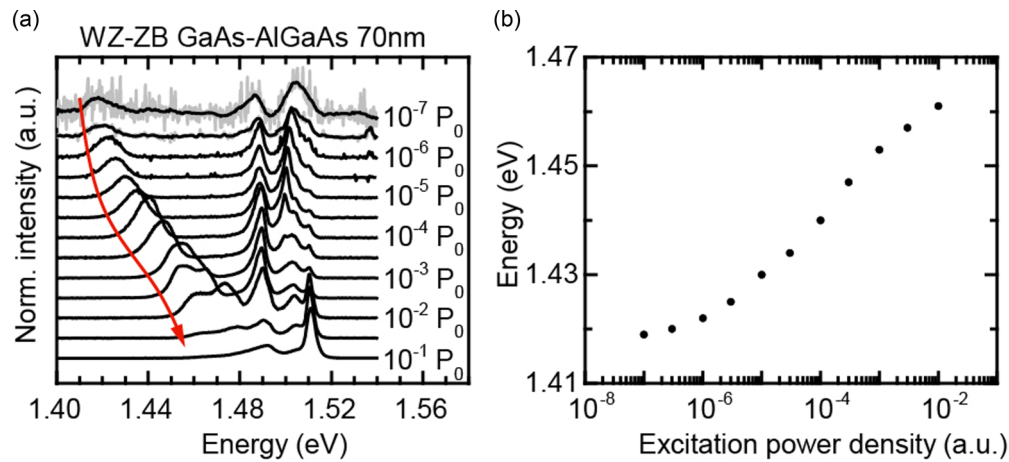 (a)
WZ-ZB GaAs-AlGaAs 70nm
Norm. intensity (a.u.)
10⁻⁷ P₀
10⁻⁶ P₀
10⁻⁵ P₀
10⁻⁴ P₀
10⁻³ P₀
10⁻² P₀
10⁻¹ P₀
1.40 1.44 1.48 1.52 1.56
Energy (eV)
(b)
Energy (eV)
1.47
1.45
1.43
1.41
10⁻⁸ 10⁻⁶ 10⁻⁴ 10⁻²
Excitation power density (a.u.)